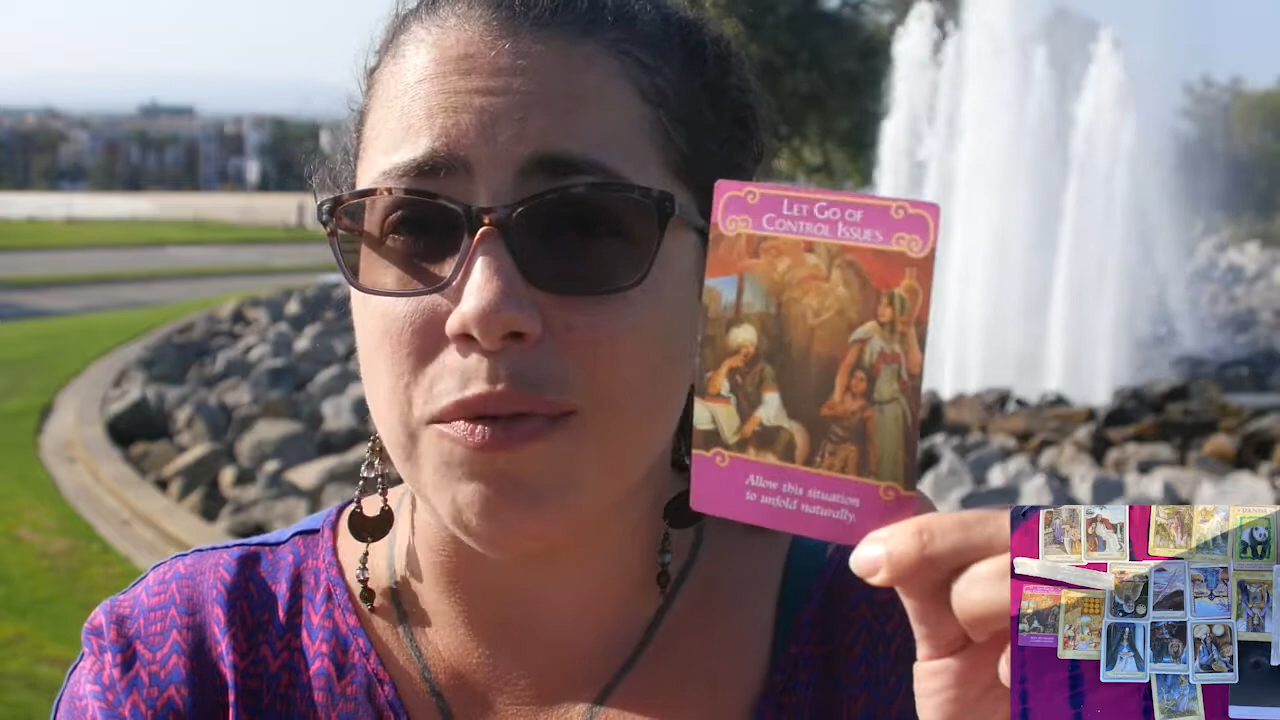 LET GO OF
CONTROL ISSUES
Allow this situation
to unfold naturally.